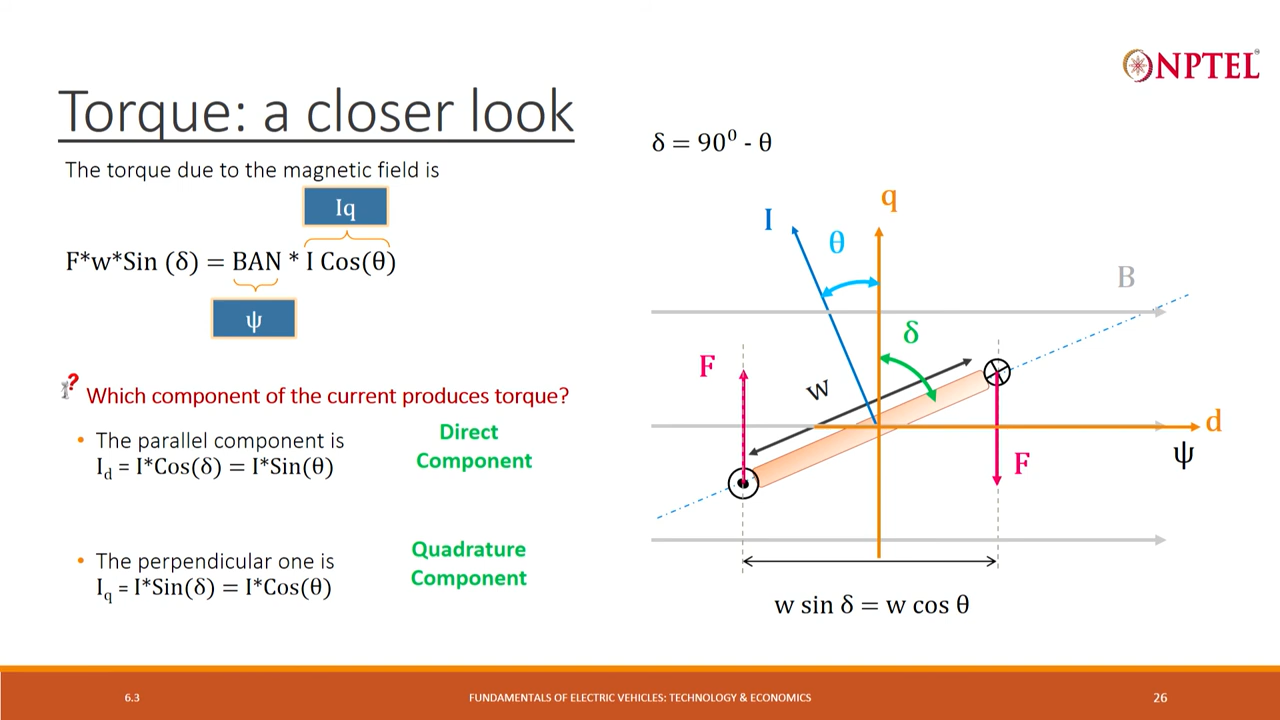 NPTEL
Torque: a closer look
δ = 90⁰ - θ
The torque due to the magnetic field is
Iq
F*w*Sin (δ) = BAN * I Cos(θ)
ψ
Which component of the current produces torque?
• The parallel component is
I_d = I*Cos(δ) = I*Sin(θ)
Direct
Component
• The perpendicular one is
I_q = I*Sin(δ) = I*Cos(θ)
Quadrature
Component
q
I
θ
B
δ
F
w
d
ψ
F
w sin δ = w cos θ
6.3
FUNDAMENTALS OF ELECTRIC VEHICLES: TECHNOLOGY & ECONOMICS
26